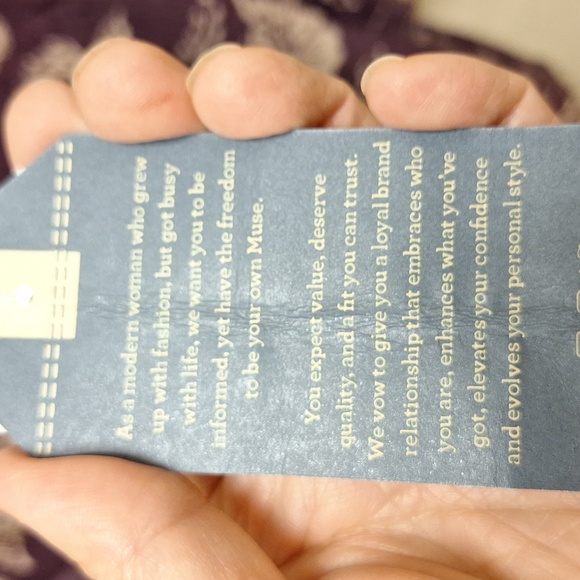 As a modern woman who grew
up with fashion, but got busy
with life, we want you to be
informed, yet have the freedom
to be your own Muse.
You expect value, deserve
quality, and a fit you can trust.
We vow to give you a loyal brand
relationship that embraces who
you are, enhances what you've
got, elevates your confidence
and evolves your personal style.